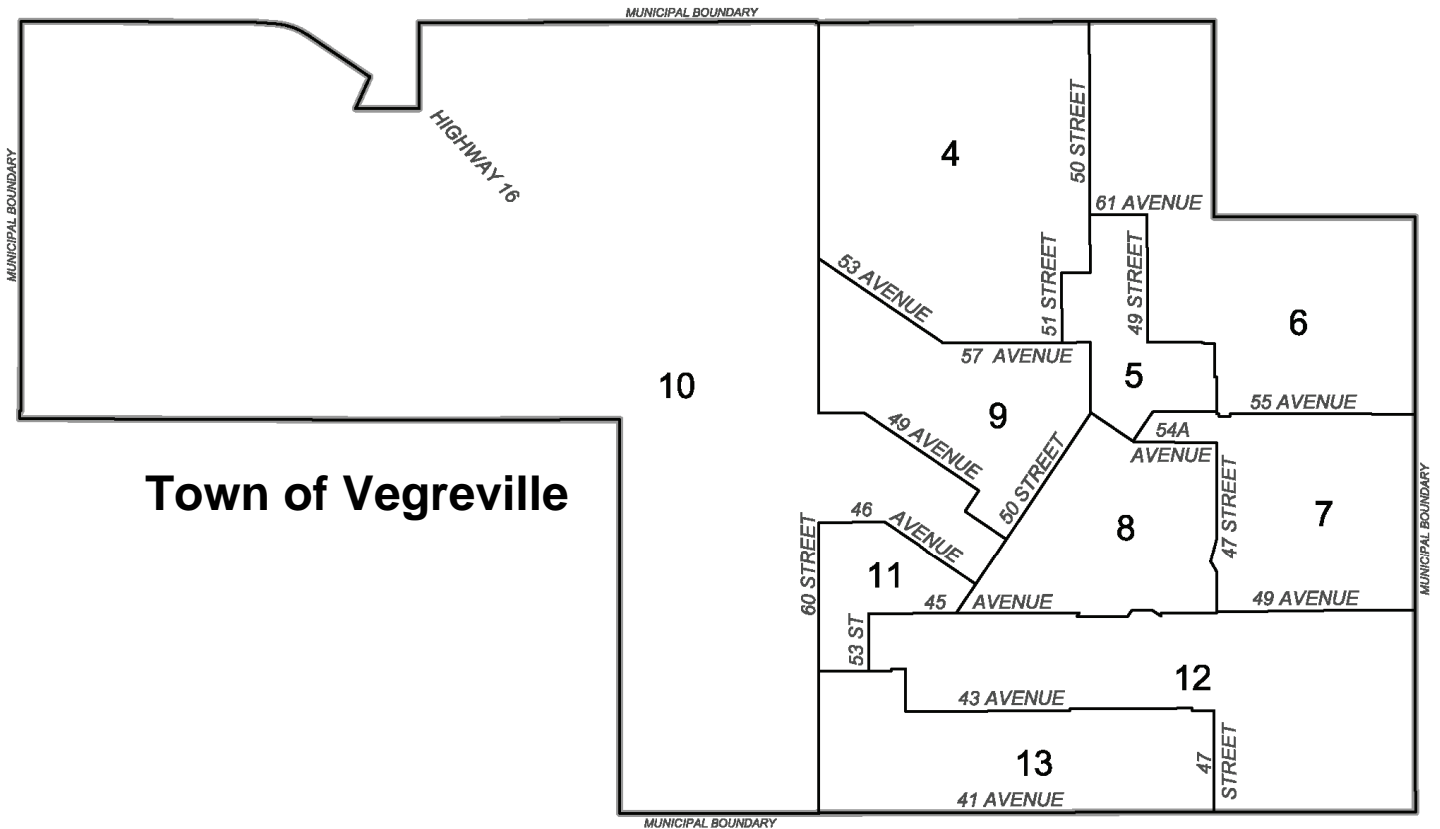 MUNICIPAL BOUNDARY
HIGHWAY 16
MUNICIPAL BOUNDARY
4
50 STREET
61 AVENUE
53 AVENUE
51 STREET
49 STREET
6
57 AVENUE
10
5
9
55 AVENUE
49 AVENUE
54A
AVENUE
50 STREET
Town of Vegreville
46 AVENUE
8
47 STREET
7
MUNICIPAL BOUNDARY
60 STREET
11
45 AVENUE
49 AVENUE
53 ST
12
43 AVENUE
13
47
STREET
41 AVENUE
MUNICIPAL BOUNDARY